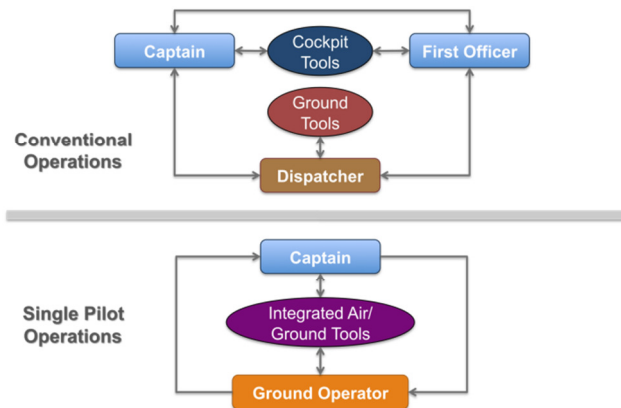 Captain
Cockpit
Tools
First Officer
Ground
Tools
Conventional
Operations
Dispatcher
Captain
Single Pilot
Operations
Integrated Air/
Ground Tools
Ground Operator